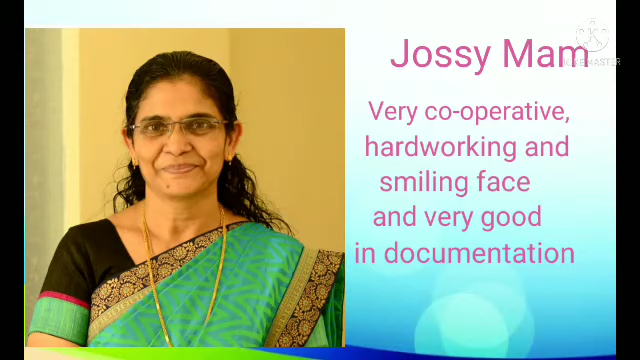 Jossy Mam
Very co-operative,
hardworking and
smiling face
and very good
in documentation